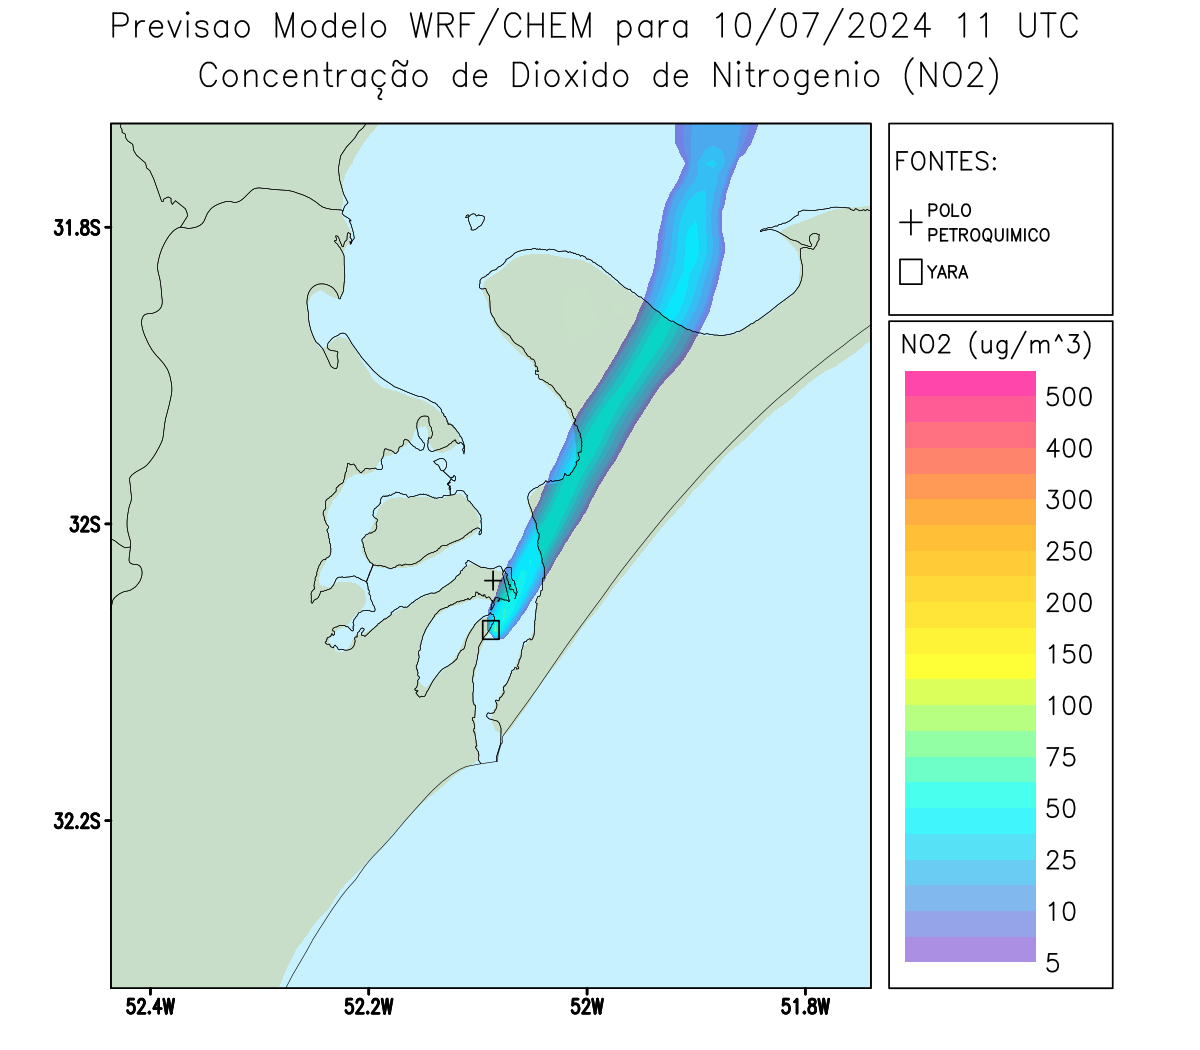 Previsao Modelo WRF/CHEM para 10/07/2024 11 UTC
Concentração de Dioxido de Nitrogenio (NO2)
FONTES:
POLO
PETROQUIMICO
YARA
NO2 (ug/m^3)
500
400
300
250
200
150
100
75
50
25
10
5
31.8S
32S
32.2S
52.4W
52.2W
52W
51.8W